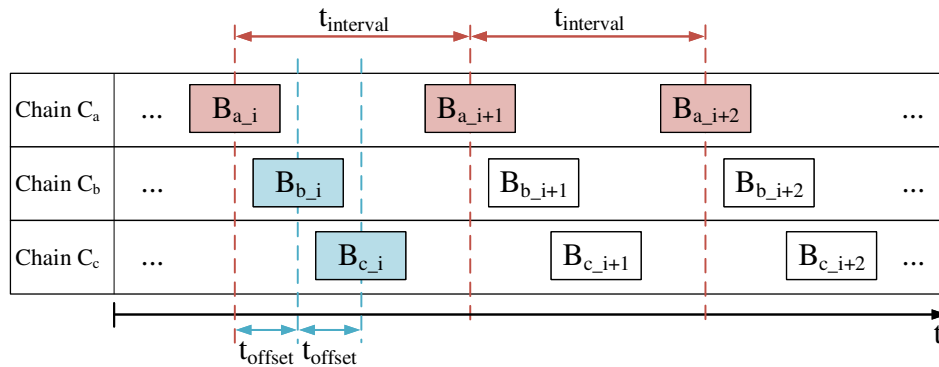 t_interval t_interval
Chain C_a ... B_a_i B_a_i+1 B_a_i+2 ...
Chain C_b ... B_b_i B_b_i+1 B_b_i+2
Chain C_c ... B_c_i B_c_i+1 B_c_i+2 ...
t
t_offset t_offset